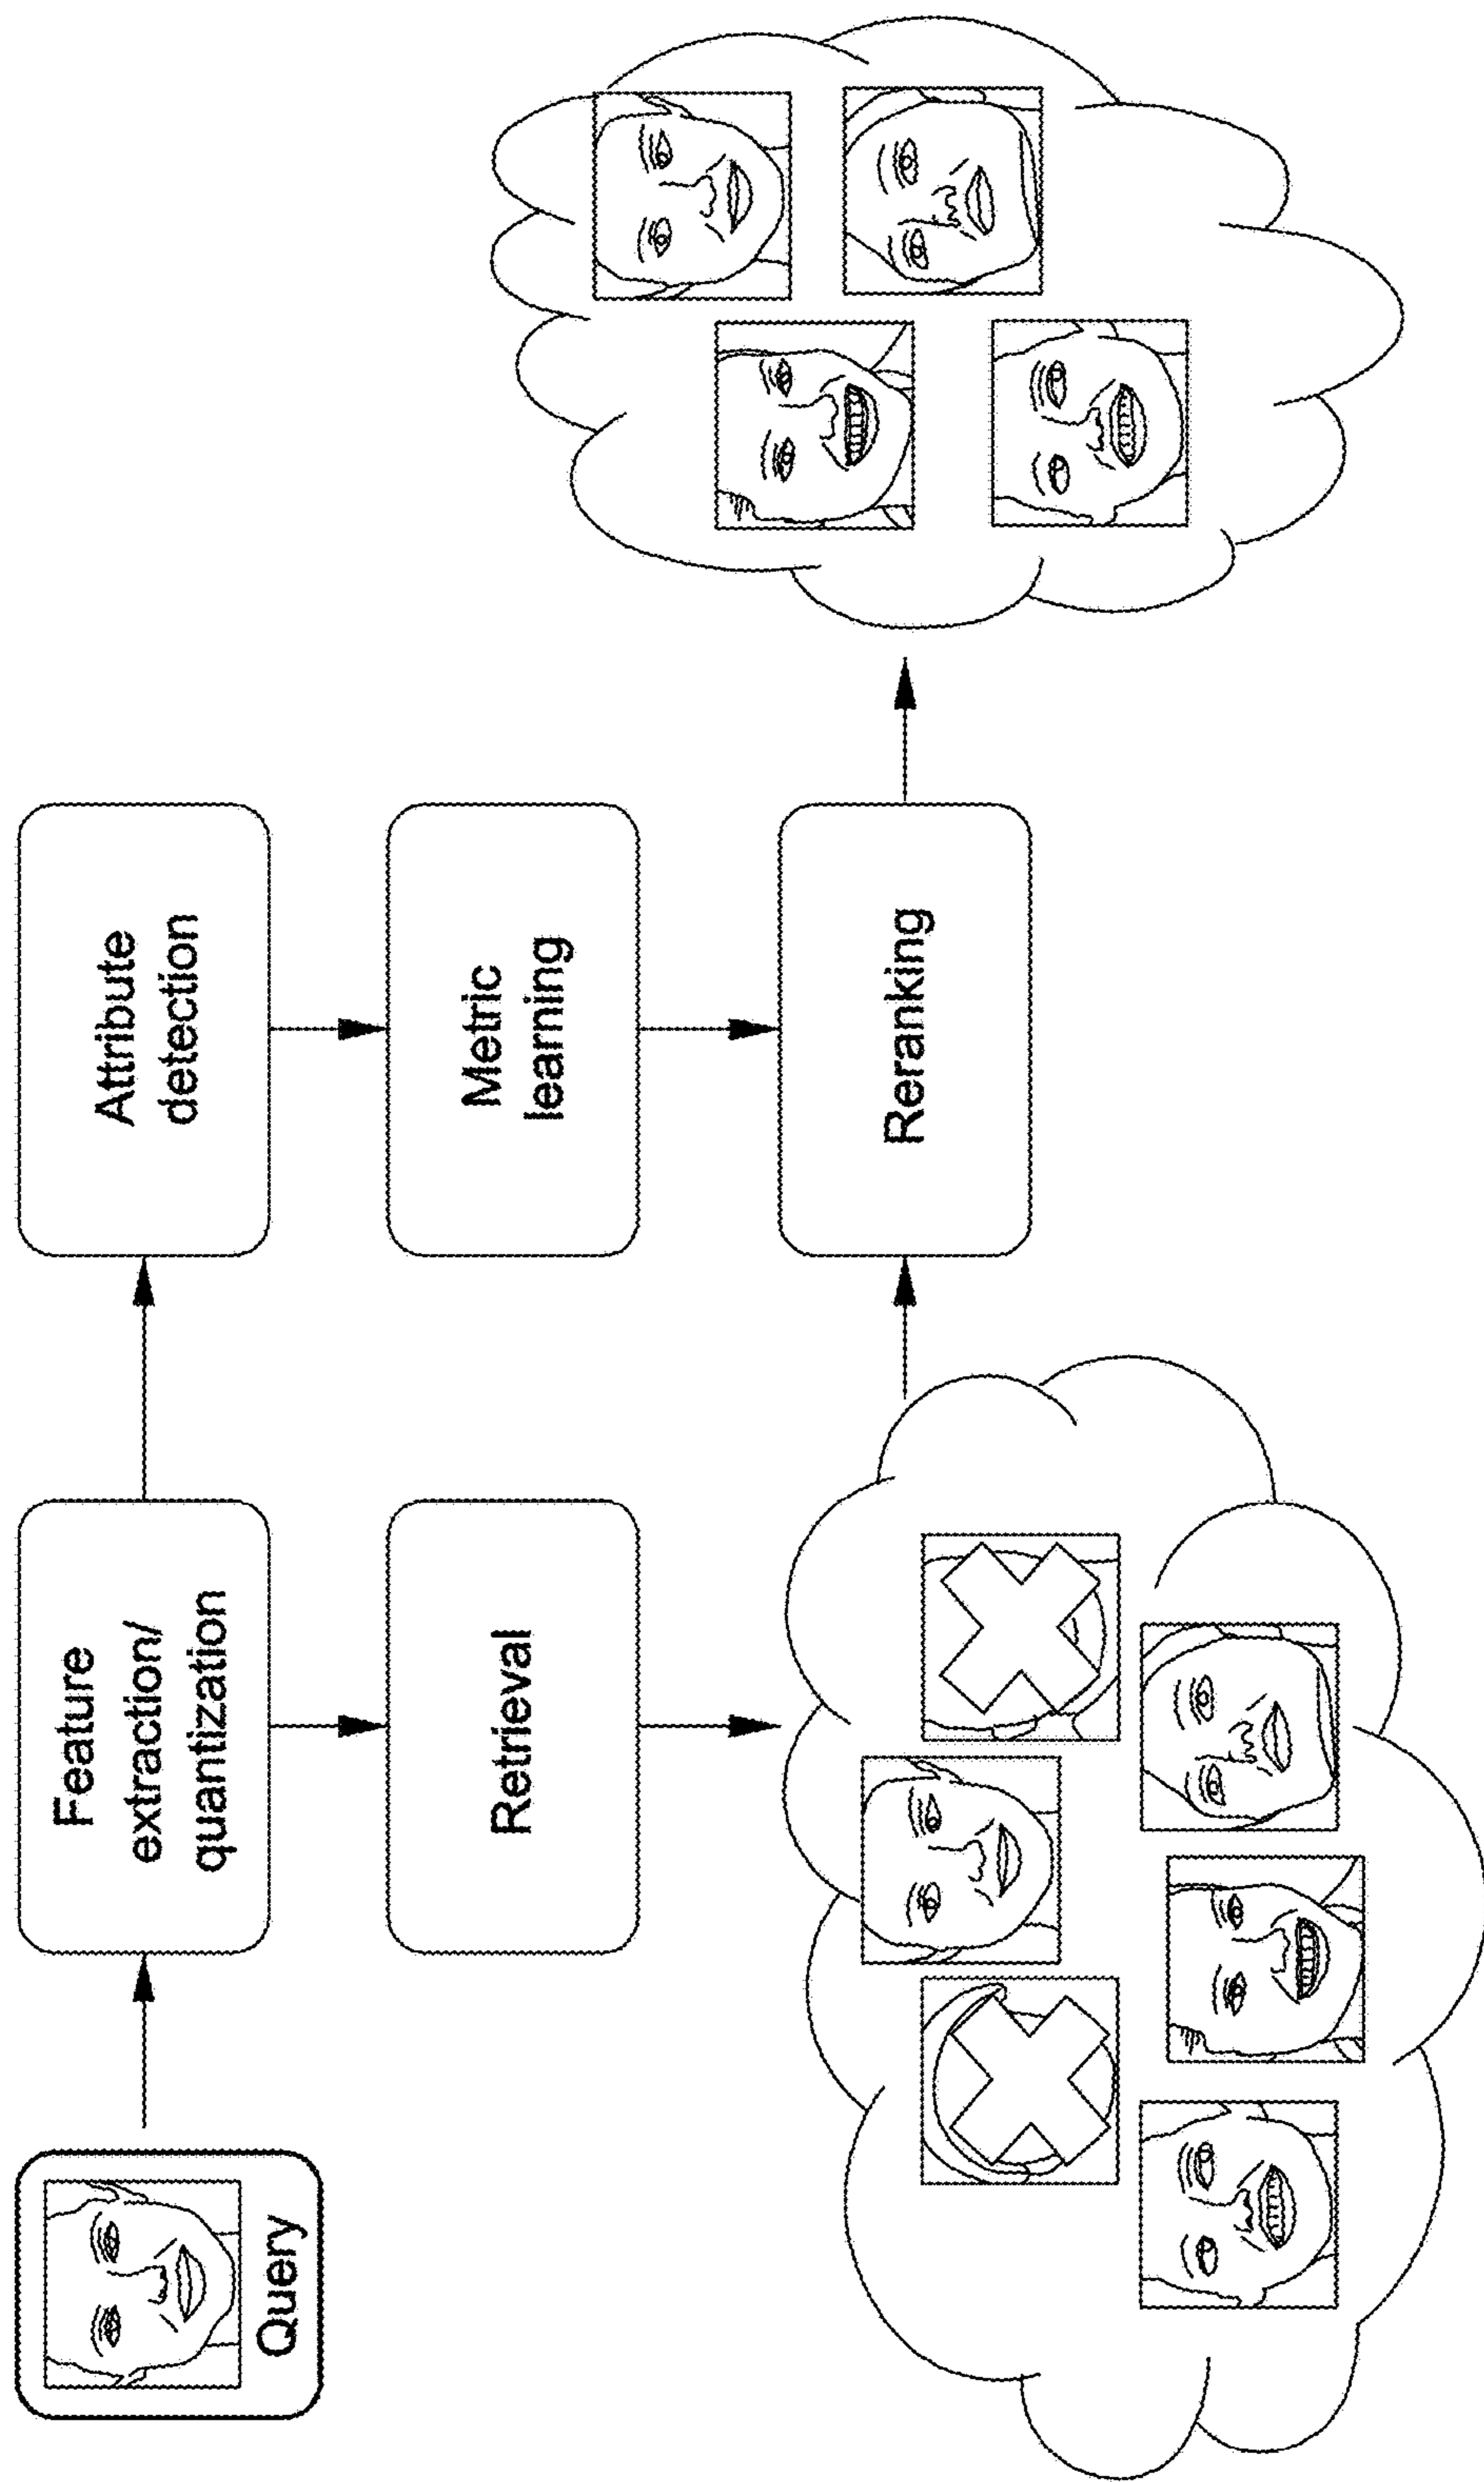 Query
Feature
extraction/
quantization
Attribute
detection
Retrieval
Metric
learning
Reranking